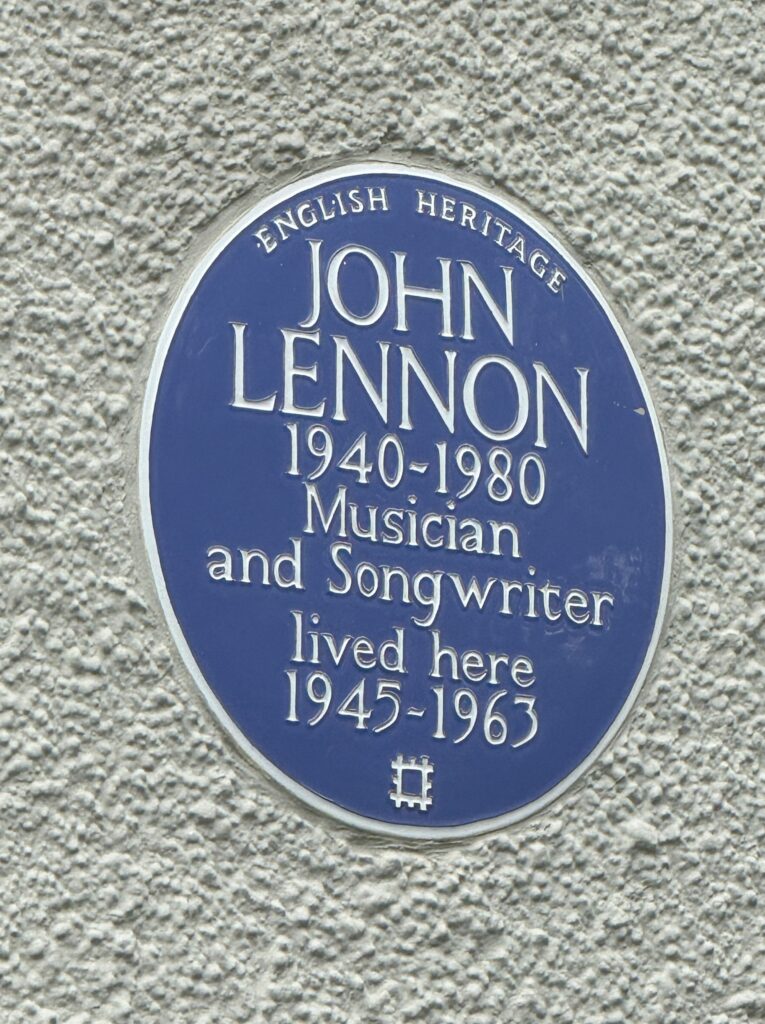 ENGLISH HERITAGE
JOHN
LENNON
1940-1980
Musician
and Songwriter
lived here
1945-1963